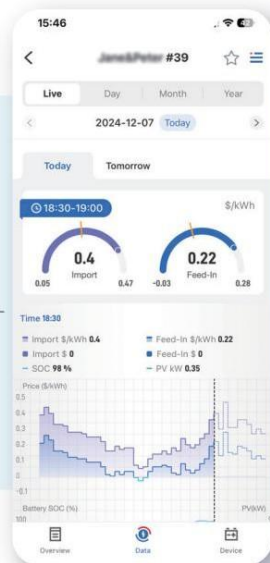 15:46
#39
Live Day Month Year
2024-12-07 Today
Today Tomorrow
18:30-19:00 $/kWh
0.4 0.22
Import Feed-In
0.05 0.47 -0.03 0.28
Time 18:30
Import $/kWh 0.4 Feed-In $/kWh 0.22
Import $ 0 Feed-In $ 0
SOC 98 % PV kW 0.35
Price ($/kWh)
0.5
0.4
0.3
0.2
0.1
0
-0.1
Battery SOC (%) PV(kW)
100
Overview Data Device